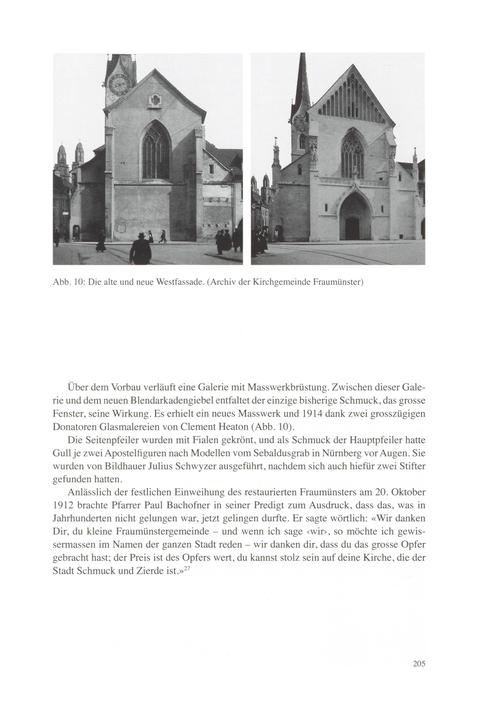 Abb. 10: Die alte und neue Westfassade. (Archiv der Kirchgemeinde Fraumünster)
Über dem Vorbau verläuft eine Galerie mit Masswerkbrüstung. Zwischen dieser Gale-
rie und dem neuen Blendarkadengiebel entfaltet der einzige bisherige Schmuck, das grosse
Fenster, seine Wirkung. Es erhielt ein neues Masswerk und 1914 dank zwei grosszügigen
Donatoren Glasmalereien von Clement Heaton (Abb. 10).
Die Seitenpfeiler wurden mit Fialen gekrönt, und als Schmuck der Hauptpfeiler hatte
Gull je zwei Apostelfiguren nach Modellen vom Sebaldusgrab in Nürnberg vor Augen. Sie
wurden von Bildhauer Julius Schwyzer ausgeführt, nachdem sich auch hiefür zwei Stifter
gefunden hatten.
Anlässlich der festlichen Einweihung des restaurierten Fraumünsters am 20. Oktober
1912 brachte Pfarrer Paul Bachofner in seiner Predigt zum Ausdruck, dass das, was in
Jahrhunderten nicht gelungen war, jetzt gelingen durfte. Er sagte wörtlich: «Wir danken
Dir, du kleine Fraumünstergemeinde – und wenn ich sage ‹wir›, so möchte ich gewis-
sermassen im Namen der ganzen Stadt reden – wir danken dir, dass du das grosse Opfer
gebracht hast; der Preis ist des Opfers wert, du kannst stolz sein auf deine Kirche, die der
Stadt Schmuck und Zierde ist.»27
205